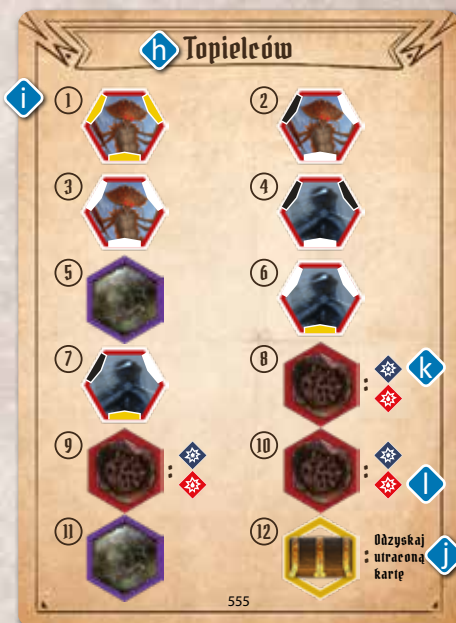 h Topielców
i
1 2
3 4
5 6
7 8 : k
9 : 10 : l
11 12 : Odzyskaj
utraconą
kartę
j
555